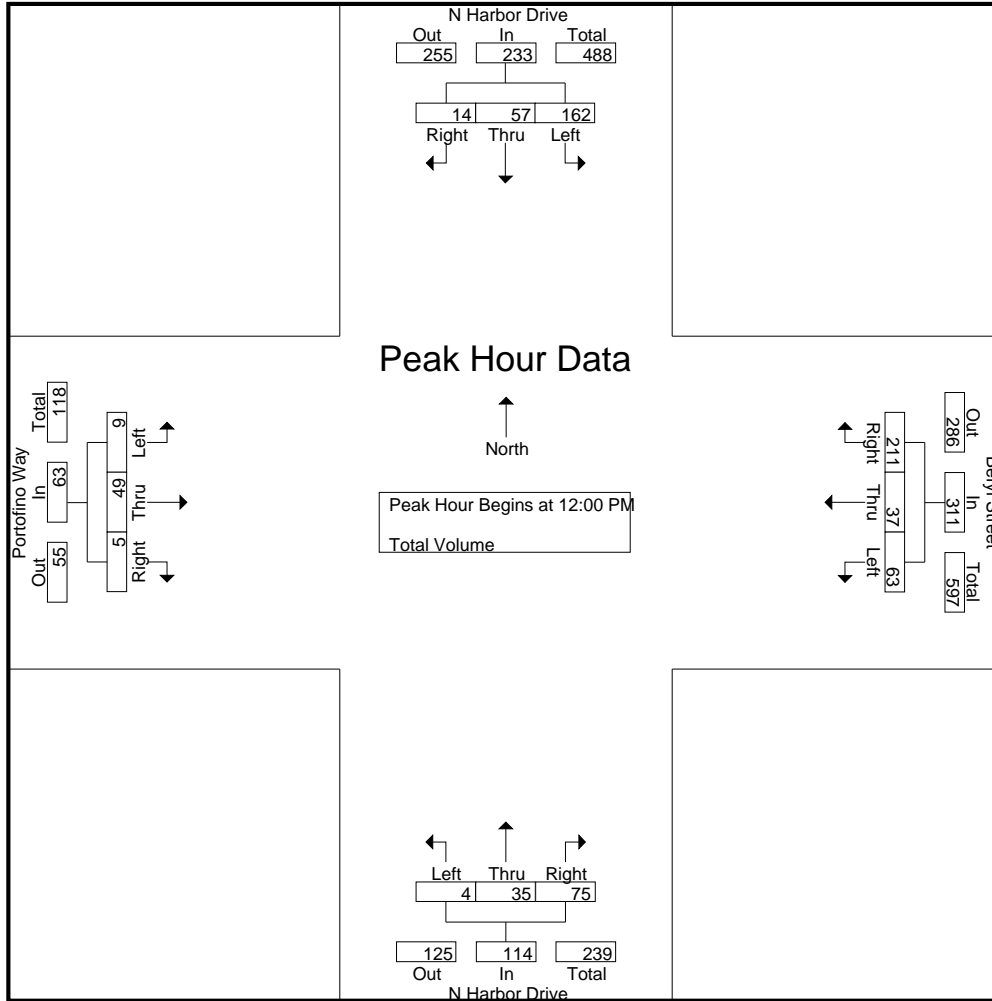 N Harbor Drive
Out In Total
255 233 488
14 57 162
Right Thru Left
Peak Hour Data
North
Peak Hour Begins at 12:00 PM
Total Volume
Portofino Way
Total In Out
118 63 55
9 49 5
Left Thru Right
Beryl Street
Out In Total
286 311 597
211 37 63
Right Thru Left
Left Thru Right
4 35 75
125 114 239
Out In Total
N Harbor Drive